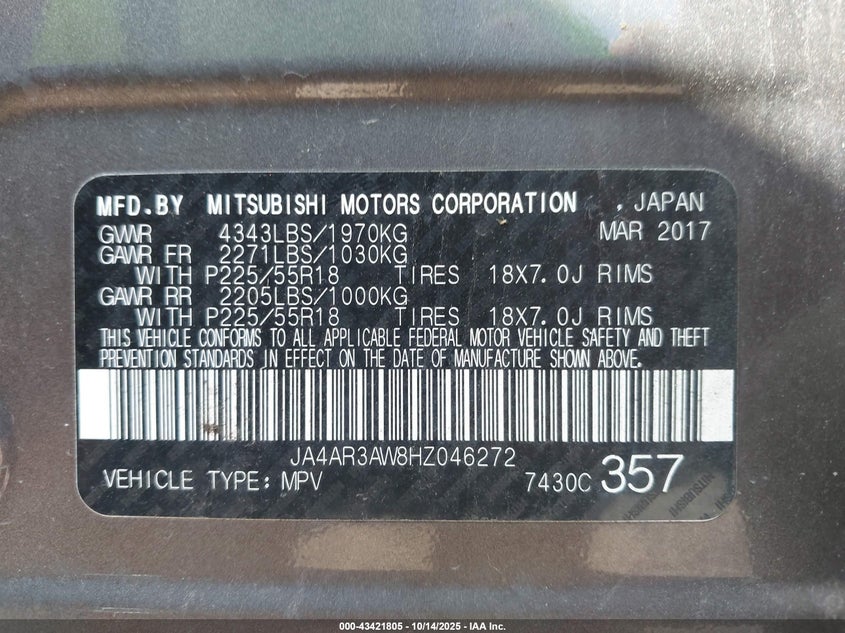 MFD.BY MITSUBISHI MOTORS CORPORATION , JAPAN
GVWR 4343LBS/1970KG MAR 2017
GAWR FR 2271LBS/1030KG
WITH P225/55R18 TIRES 18X7.0J RIMS
GAWR RR 2205LBS/1000KG
WITH P225/55R18 TIRES 18X7.0J RIMS
THIS VEHICLE CONFORMS TO ALL APPLICABLE FEDERAL MOTOR VEHICLE SAFETY AND THEFT
PREVENTION STANDARDS IN EFFECT ON THE DATE OF MANUFACTURE SHOWN ABOVE.
JA4AR3AW8HZ046272
VEHICLE TYPE: MPV 7430C 357
000-43421805 - 10/14/2025 - IAA Inc.